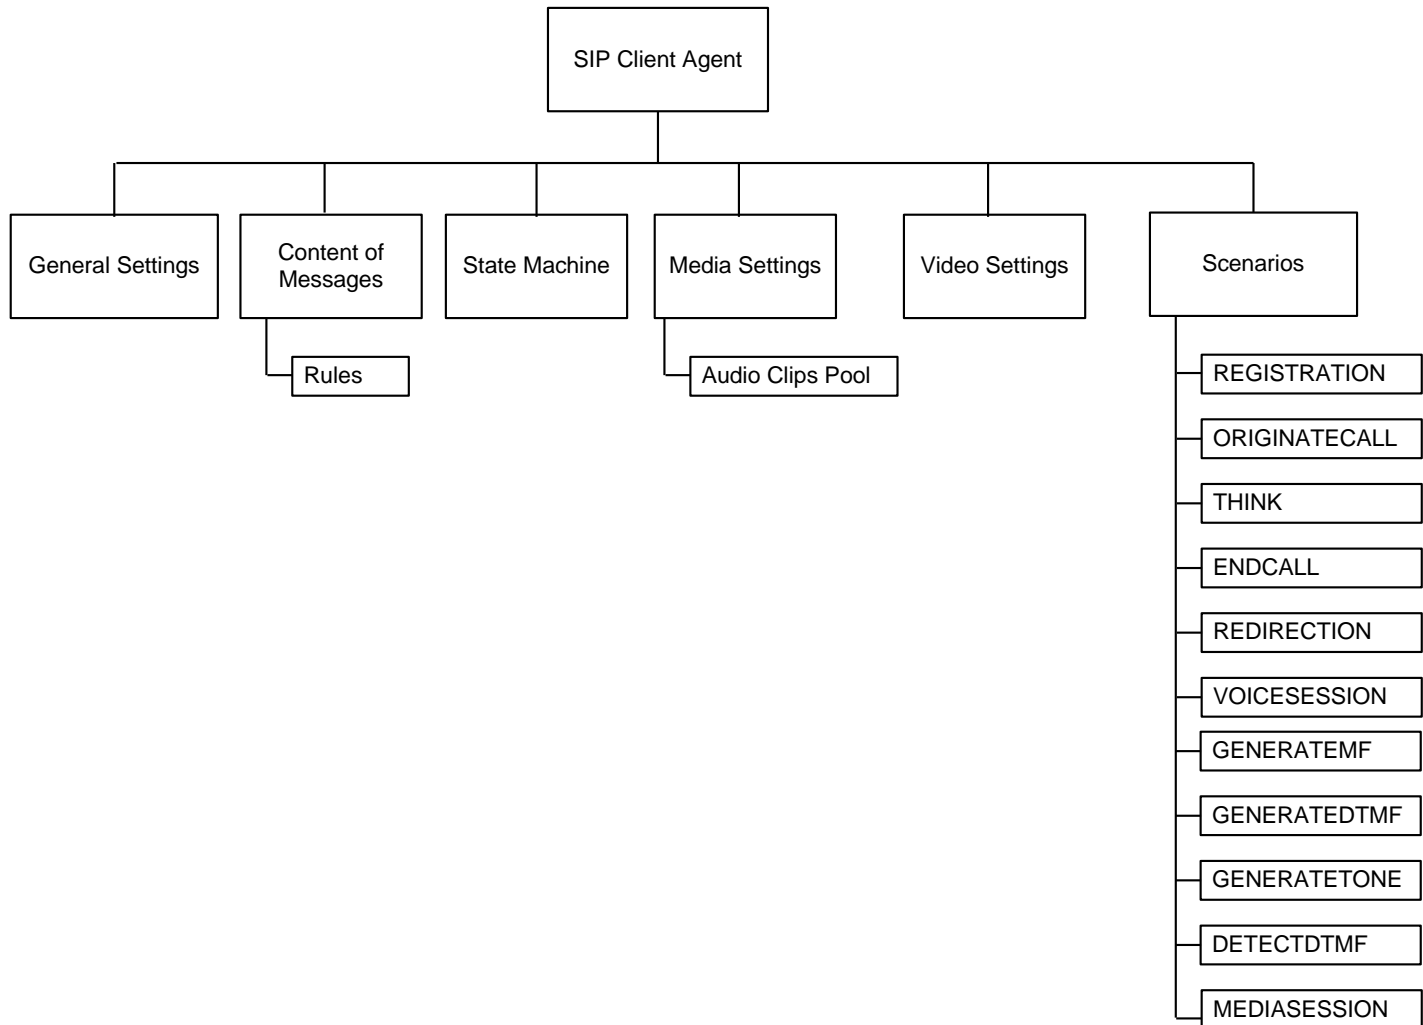 SIP Client Agent
General Settings
Content of
Messages
State Machine
Media Settings
Video Settings
Scenarios
Rules
Audio Clips Pool
REGISTRATION
ORIGINATECALL
THINK
ENDCALL
REDIRECTION
VOICESESSION
GENERATEMF
GENERATEDTMF
GENERATETONE
DETECTDTMF
MEDIASESSION